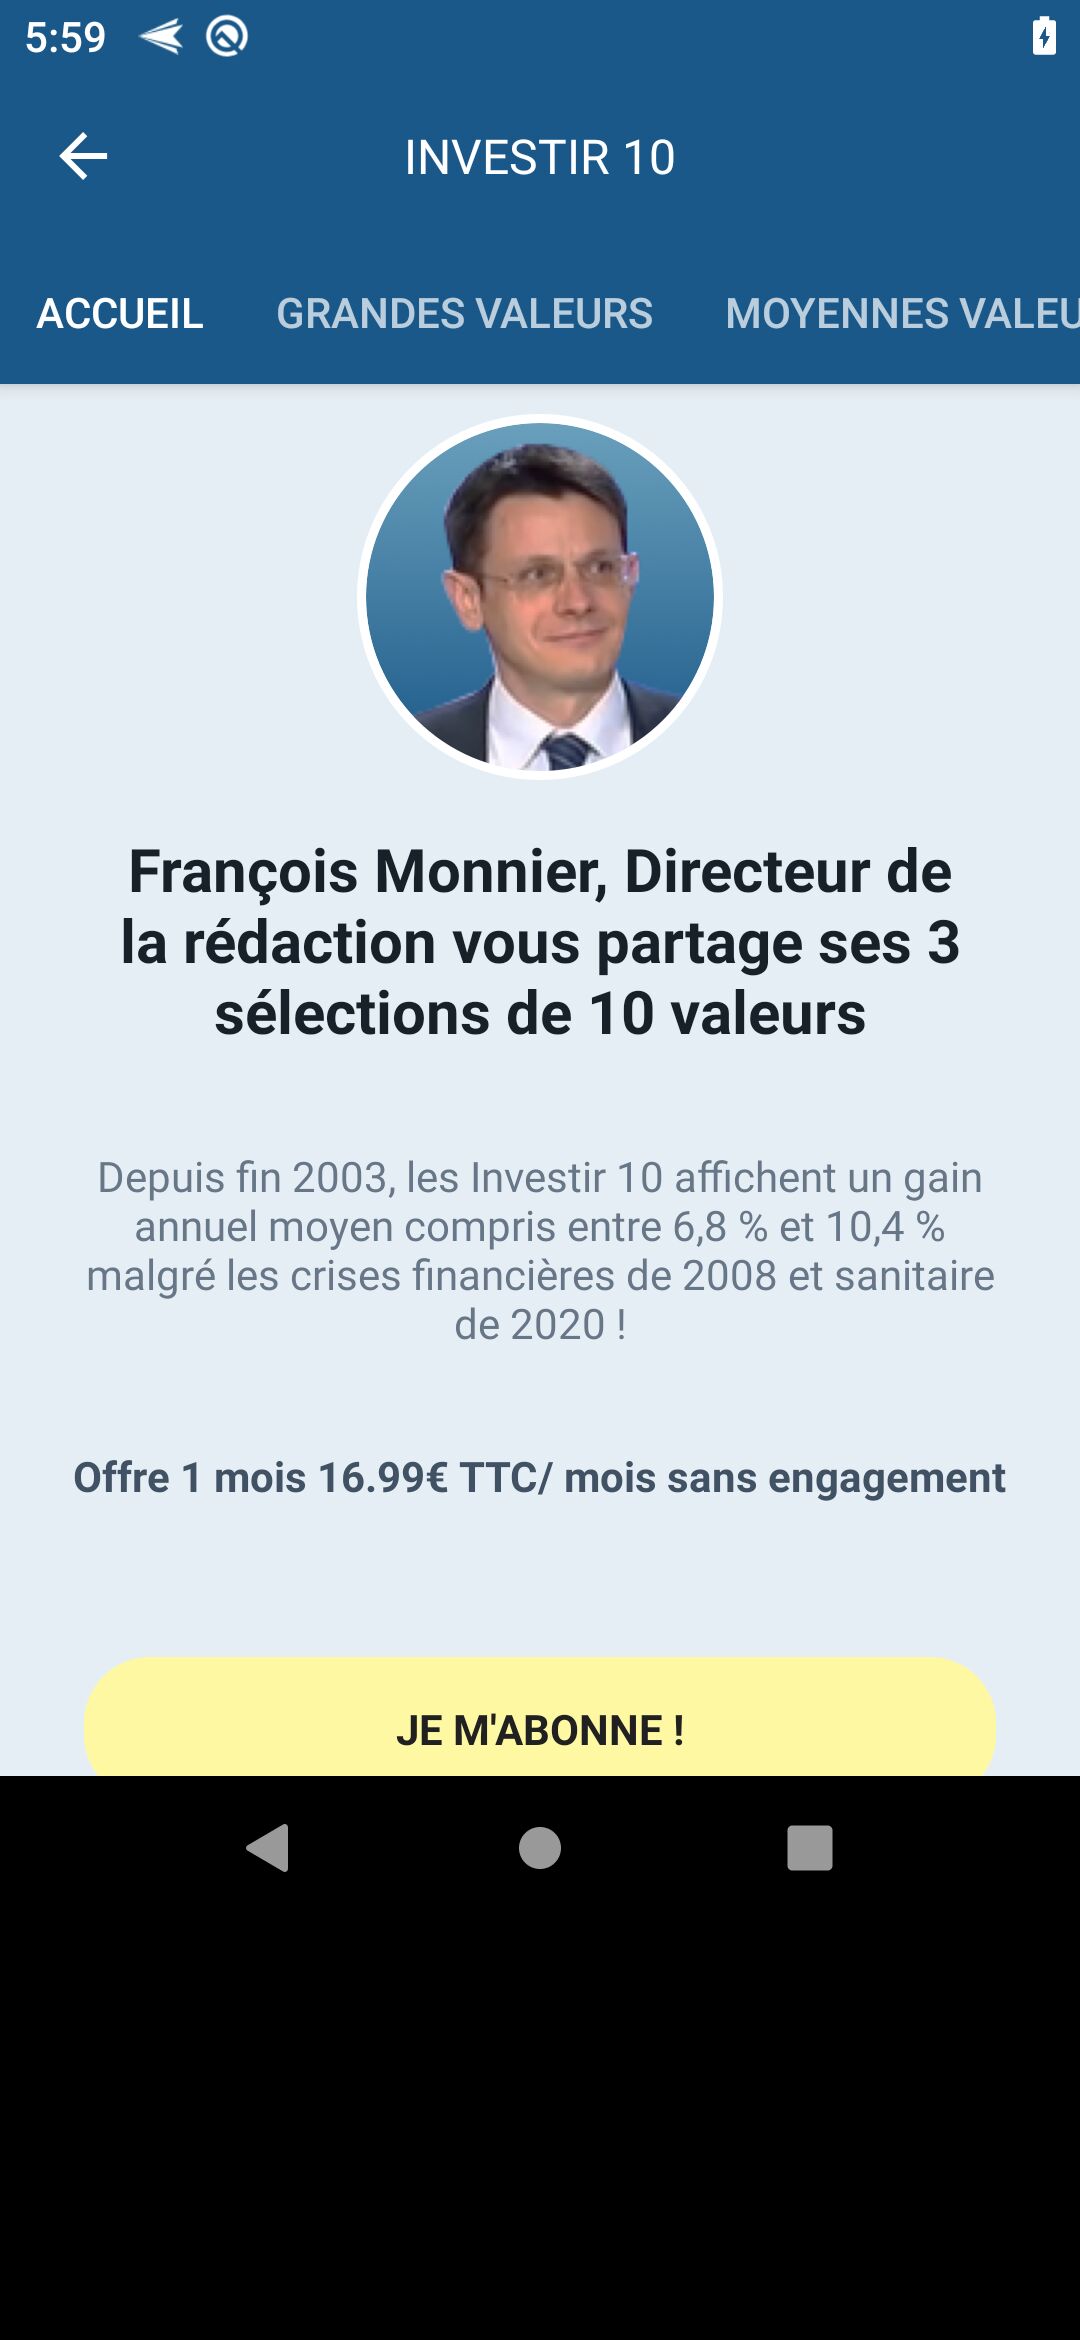 5:59
INVESTIR 10
ACCUEIL GRANDES VALEURS MOYENNES VALEU
François Monnier, Directeur de
la rédaction vous partage ses 3
sélections de 10 valeurs
Depuis fin 2003, les Investir 10 affichent un gain
annuel moyen compris entre 6,8 % et 10,4 %
malgré les crises financières de 2008 et sanitaire
de 2020 !
Offre 1 mois 16.99€ TTC/ mois sans engagement
JE M'ABONNE !